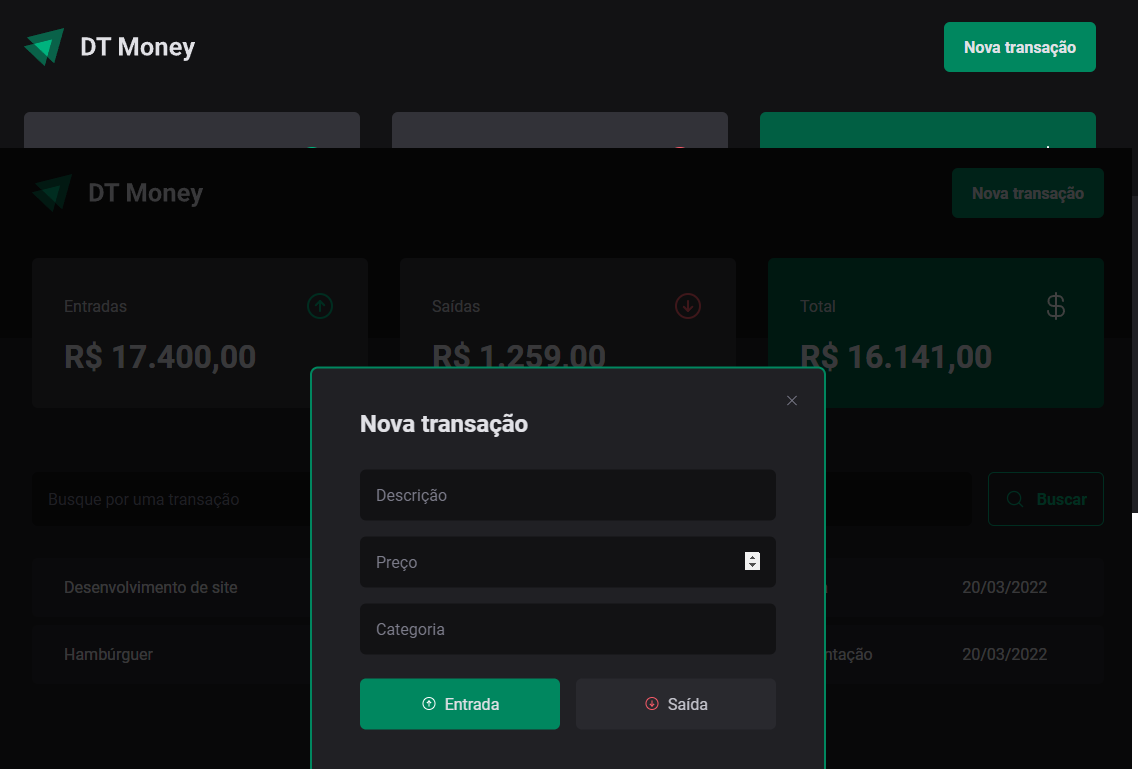 DT Money
Nova transação
DT Money
Nova transação
Entradas
Saídas
Total
R$ 17.400,00
R$ 1.259,00
R$ 16.141,00
Nova transação
Busque por uma transação
Buscar
Descrição
Preço
Desenvolvimento de site
20/03/2022
Categoria
Hambúrguer
ntação
20/03/2022
Entrada
Saída